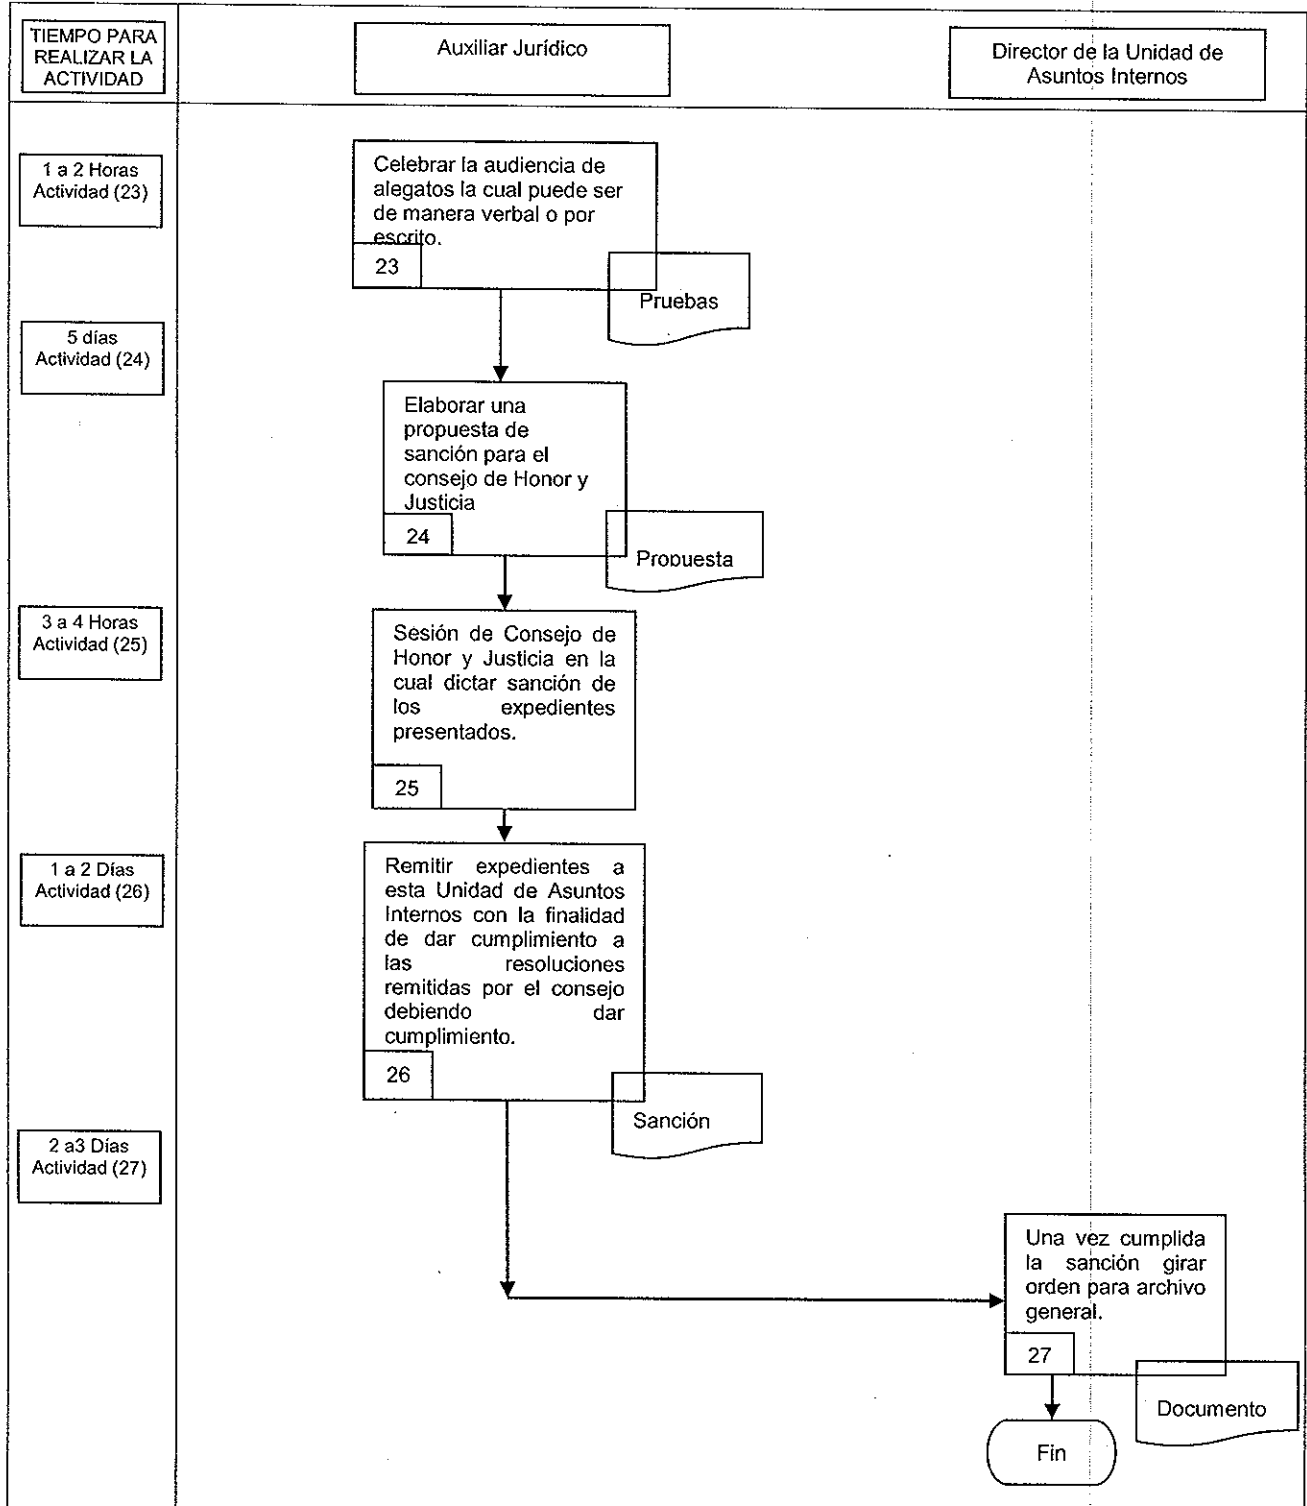 TIEMPO PARA
REALIZAR LA
ACTIVIDAD
Auxiliar Jurídico
Director de la Unidad de
Asuntos Internos
1 a 2 Horas
Actividad (23)
Celebrar la audiencia de
alegatos la cual puede ser
de manera verbal o por
escrito.
23
Pruebas
5 días
Actividad (24)
Elaborar una
propuesta de
sanción para el
consejo de Honor y
Justicia
24
Propuesta
3 a 4 Horas
Actividad (25)
Sesión de Consejo de
Honor y Justicia en la
cual dictar sanción de
los expedientes
presentados.
25
1 a 2 Días
Actividad (26)
Remitir expedientes a
esta Unidad de Asuntos
Internos con la finalidad
de dar cumplimiento a
las resoluciones
remitidas por el consejo
debiendo dar
cumplimiento.
26
Sanción
2 a3 Días
Actividad (27)
Una vez cumplida
la sanción girar
orden para archivo
general.
27
Documento
Fin